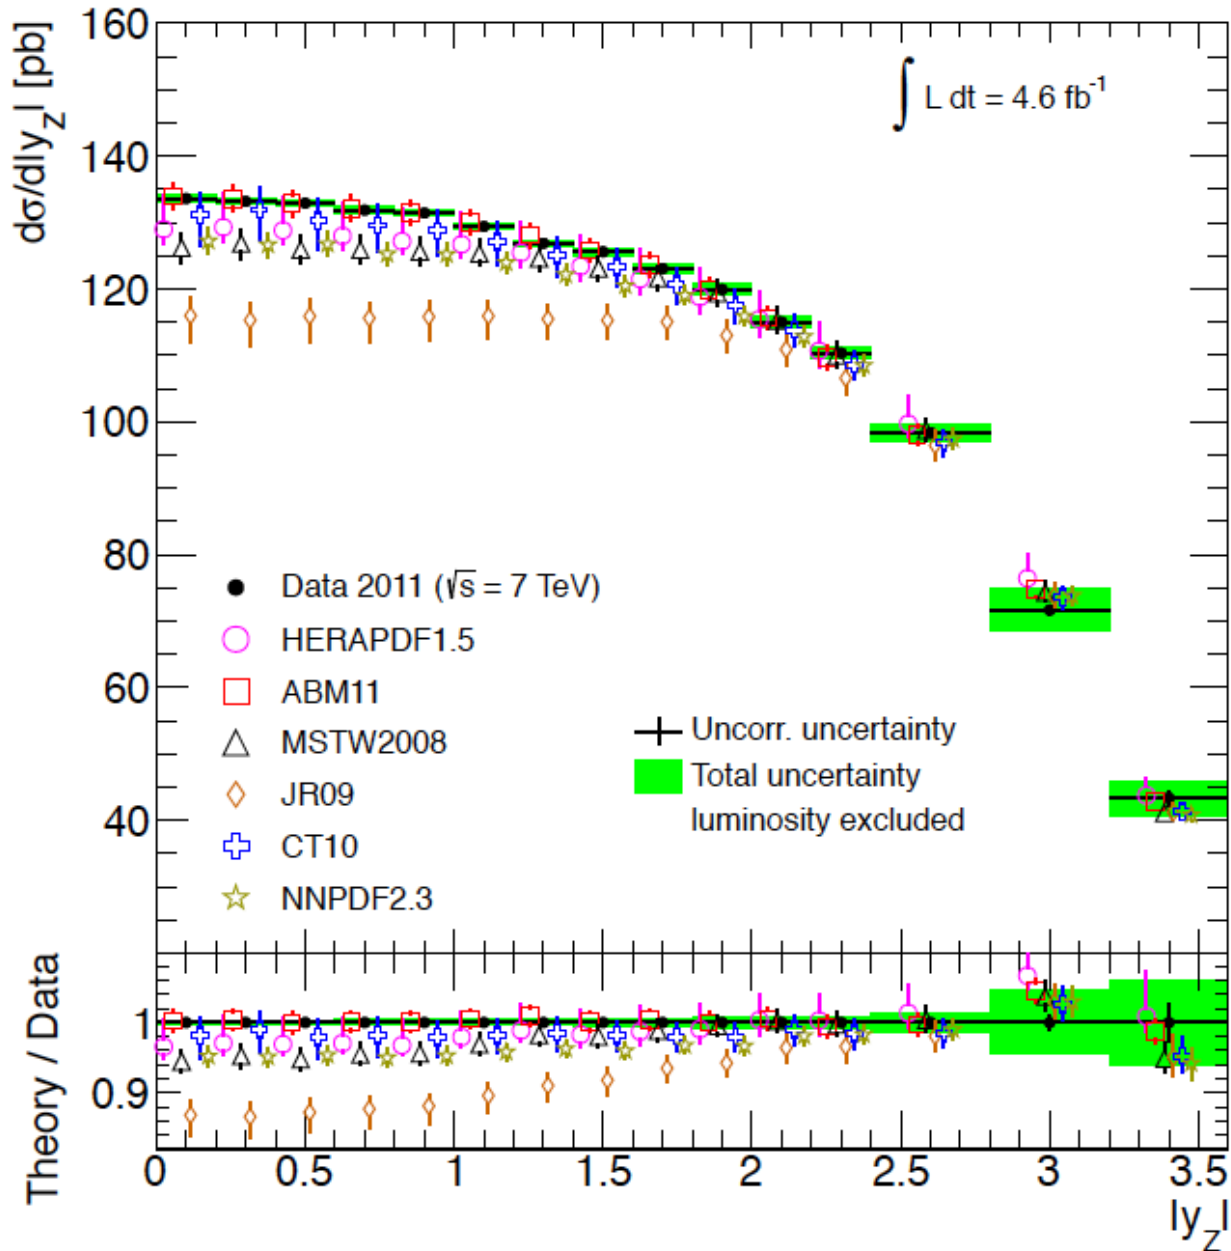 dσ/d|y_Z| [pb]
160
140
120
100
80
60
40
∫ L dt = 4.6 fb⁻¹
Data 2011 (√s = 7 TeV)
HERAPDF1.5
ABM11
MSTW2008
JR09
CT10
NNPDF2.3
Uncorr. uncertainty
Total uncertainty
luminosity excluded
Theory / Data
1
0.9
0 0.5 1 1.5 2 2.5 3 3.5
|y_Z|